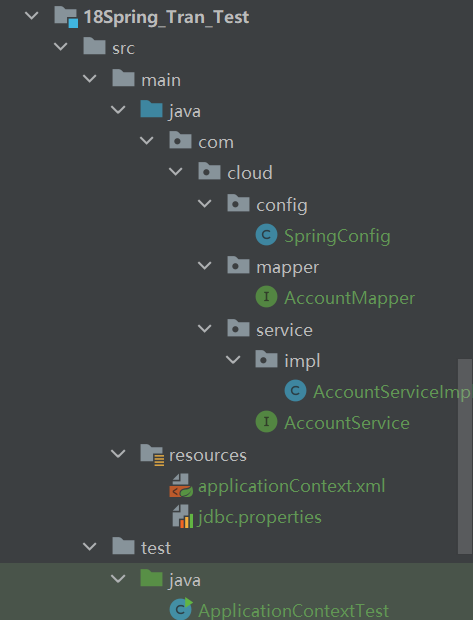 18Spring_Tran_Test
src
main
java
com
cloud
config
SpringConfig
mapper
AccountMapper
service
impl
AccountServiceImpl
AccountService
resources
applicationContext.xml
jdbc.properties
test
java
ApplicationContextTest